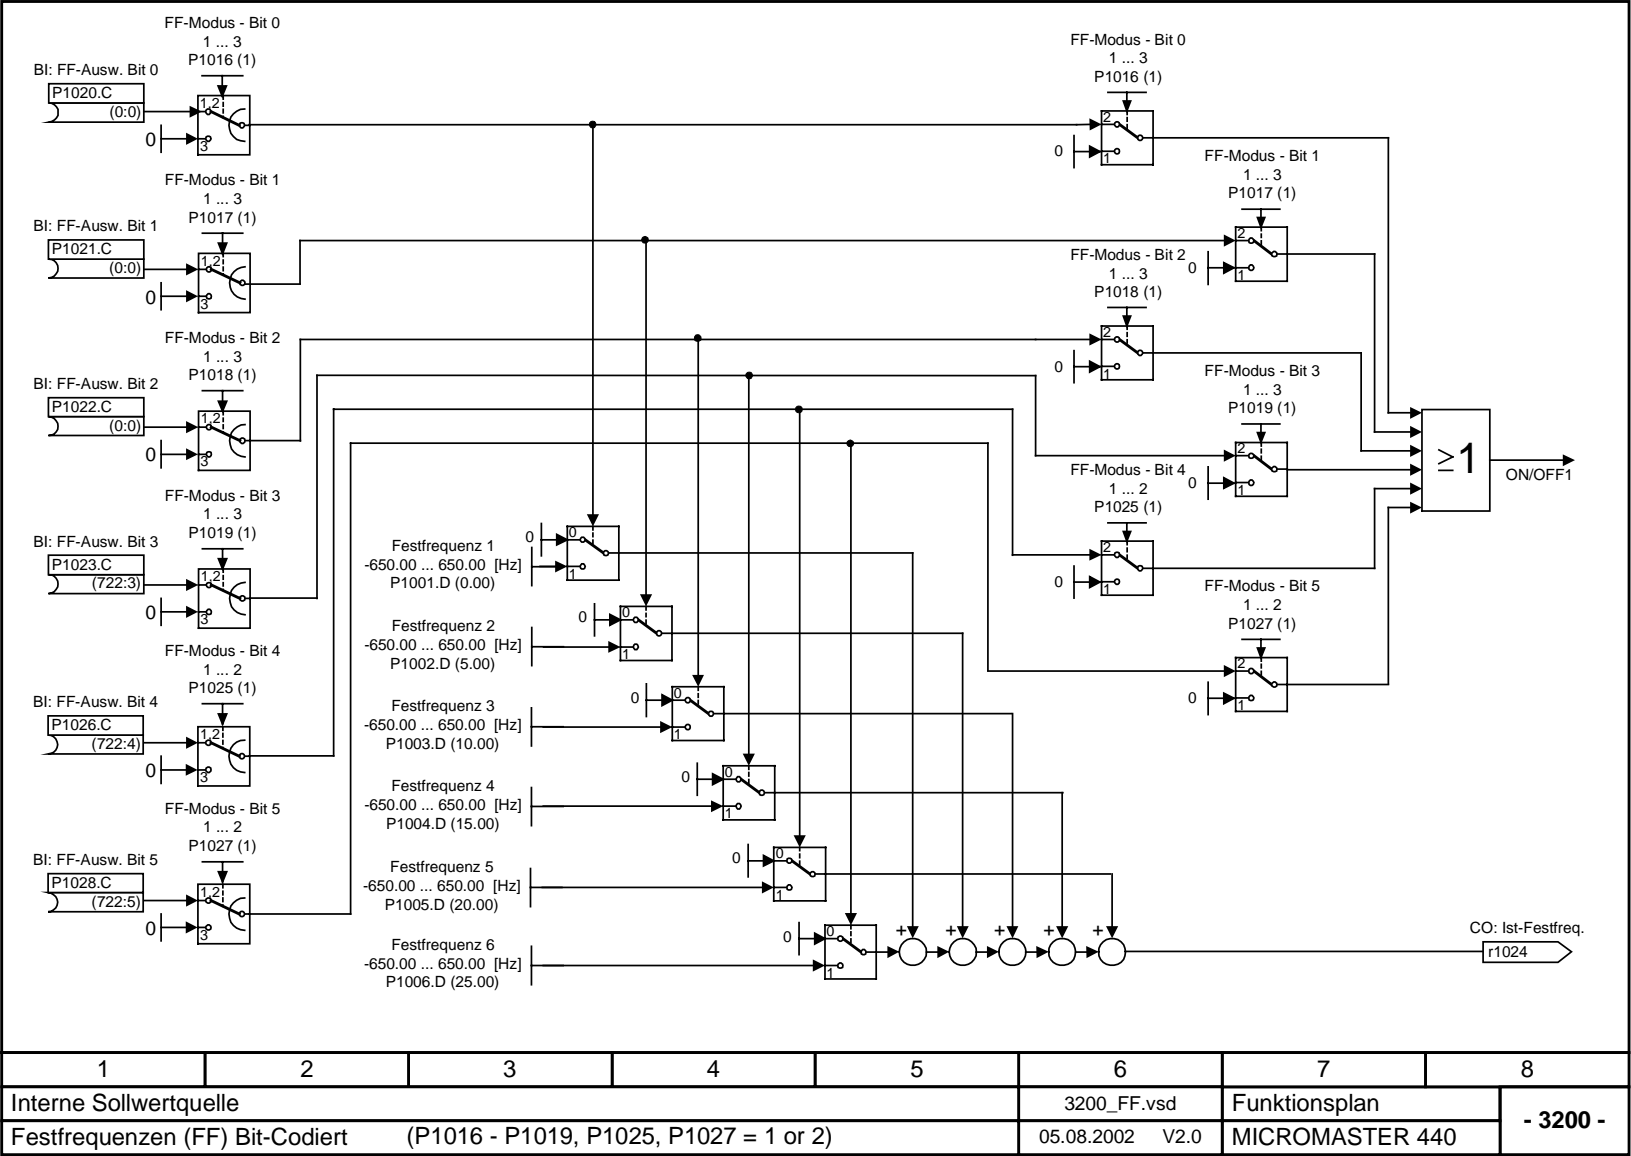 FF-Modus - Bit 0
1 ... 3
P1016 (1)
BI: FF-Ausw. Bit 0
P1020.C
(0:0)
1,2
0
3
FF-Modus - Bit 1
1 ... 3
P1017 (1)
BI: FF-Ausw. Bit 1
P1021.C
(0:0)
1,2
0
3
FF-Modus - Bit 2
1 ... 3
P1018 (1)
BI: FF-Ausw. Bit 2
P1022.C
(0:0)
1,2
0
3
FF-Modus - Bit 3
1 ... 3
P1019 (1)
BI: FF-Ausw. Bit 3
P1023.C
(722:3)
1,2
0
3
FF-Modus - Bit 4
1 ... 2
P1025 (1)
BI: FF-Ausw. Bit 4
P1026.C
(722:4)
1,2
0
3
FF-Modus - Bit 5
1 ... 2
P1027 (1)
BI: FF-Ausw. Bit 5
P1028.C
(722:5)
1,2
0
3
Festfrequenz 1
-650.00 ... 650.00 [Hz]
P1001.D (0.00)
0
0
1
Festfrequenz 2
-650.00 ... 650.00 [Hz]
P1002.D (5.00)
0
0
1
Festfrequenz 3
-650.00 ... 650.00 [Hz]
P1003.D (10.00)
0
0
1
Festfrequenz 4
-650.00 ... 650.00 [Hz]
P1004.D (15.00)
0
0
1
Festfrequenz 5
-650.00 ... 650.00 [Hz]
P1005.D (20.00)
0
0
1
Festfrequenz 6
-650.00 ... 650.00 [Hz]
P1006.D (25.00)
0
0
1
+ + + + +
FF-Modus - Bit 0
1 ... 3
P1016 (1)
2
0
1
FF-Modus - Bit 1
1 ... 3
P1017 (1)
2
0
1
FF-Modus - Bit 2
1 ... 3
P1018 (1)
2
0
1
FF-Modus - Bit 3
1 ... 3
P1019 (1)
2
0
1
FF-Modus - Bit 4
1 ... 2
P1025 (1)
2
0
1
FF-Modus - Bit 5
1 ... 2
P1027 (1)
2
0
1
≥1
ON/OFF1
CO: Ist-Festfreq.
r1024
1 2 3 4 5 6 7 8
Interne Sollwertquelle 3200_FF.vsd Funktionsplan
- 3200 -
Festfrequenzen (FF) Bit-Codiert (P1016 - P1019, P1025, P1027 = 1 or 2) 05.08.2002 V2.0 MICROMASTER 440